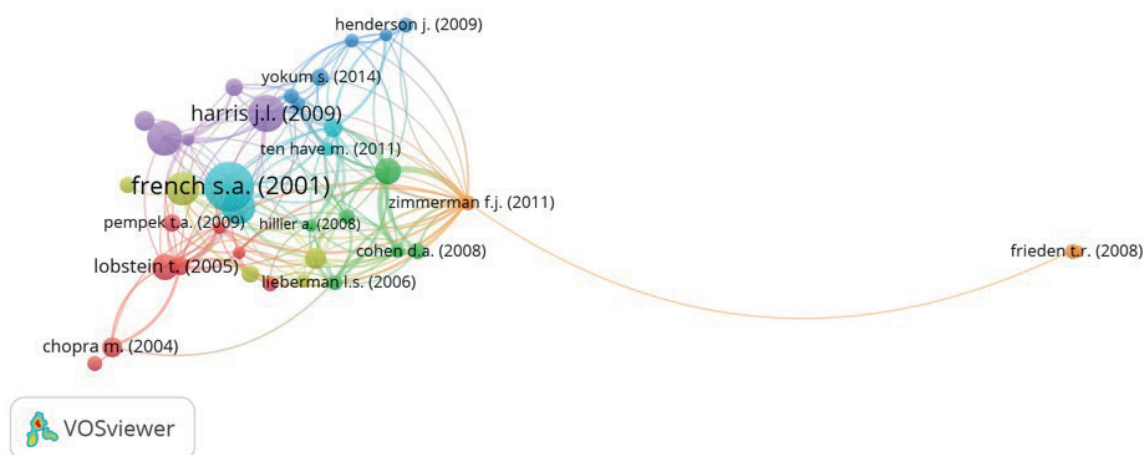 henderson j. (2009)
yokum s. (2014)
harris j.l. (2009)
ten have m. (2011)
french s.a. (2001)
zimmerman f.j. (2011)
pempek t.a. (2009)
hillier a. (2008)
cohen d.a. (2008)
frieden t.r. (2008)
lobstein t. (2005)
lieberman l.s. (2006)
chopra m. (2004)
VOSviewer